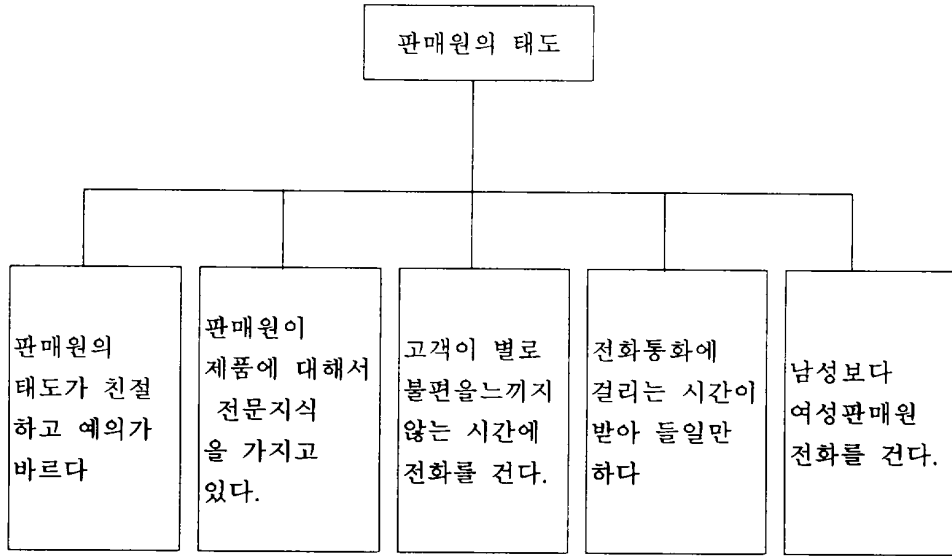 판매원의 태도
판매원의
태도가 친절
하고 예의가
바르다
판매원이
제품에 대해서
전문지식
을 가지고
있다.
고객이 별로
불편을느끼지
않는 시간에
전화를 건다.
전화통화에
걸리는 시간이
받아 들일만
하다
남성보다
여성판매원
전화를 건다.